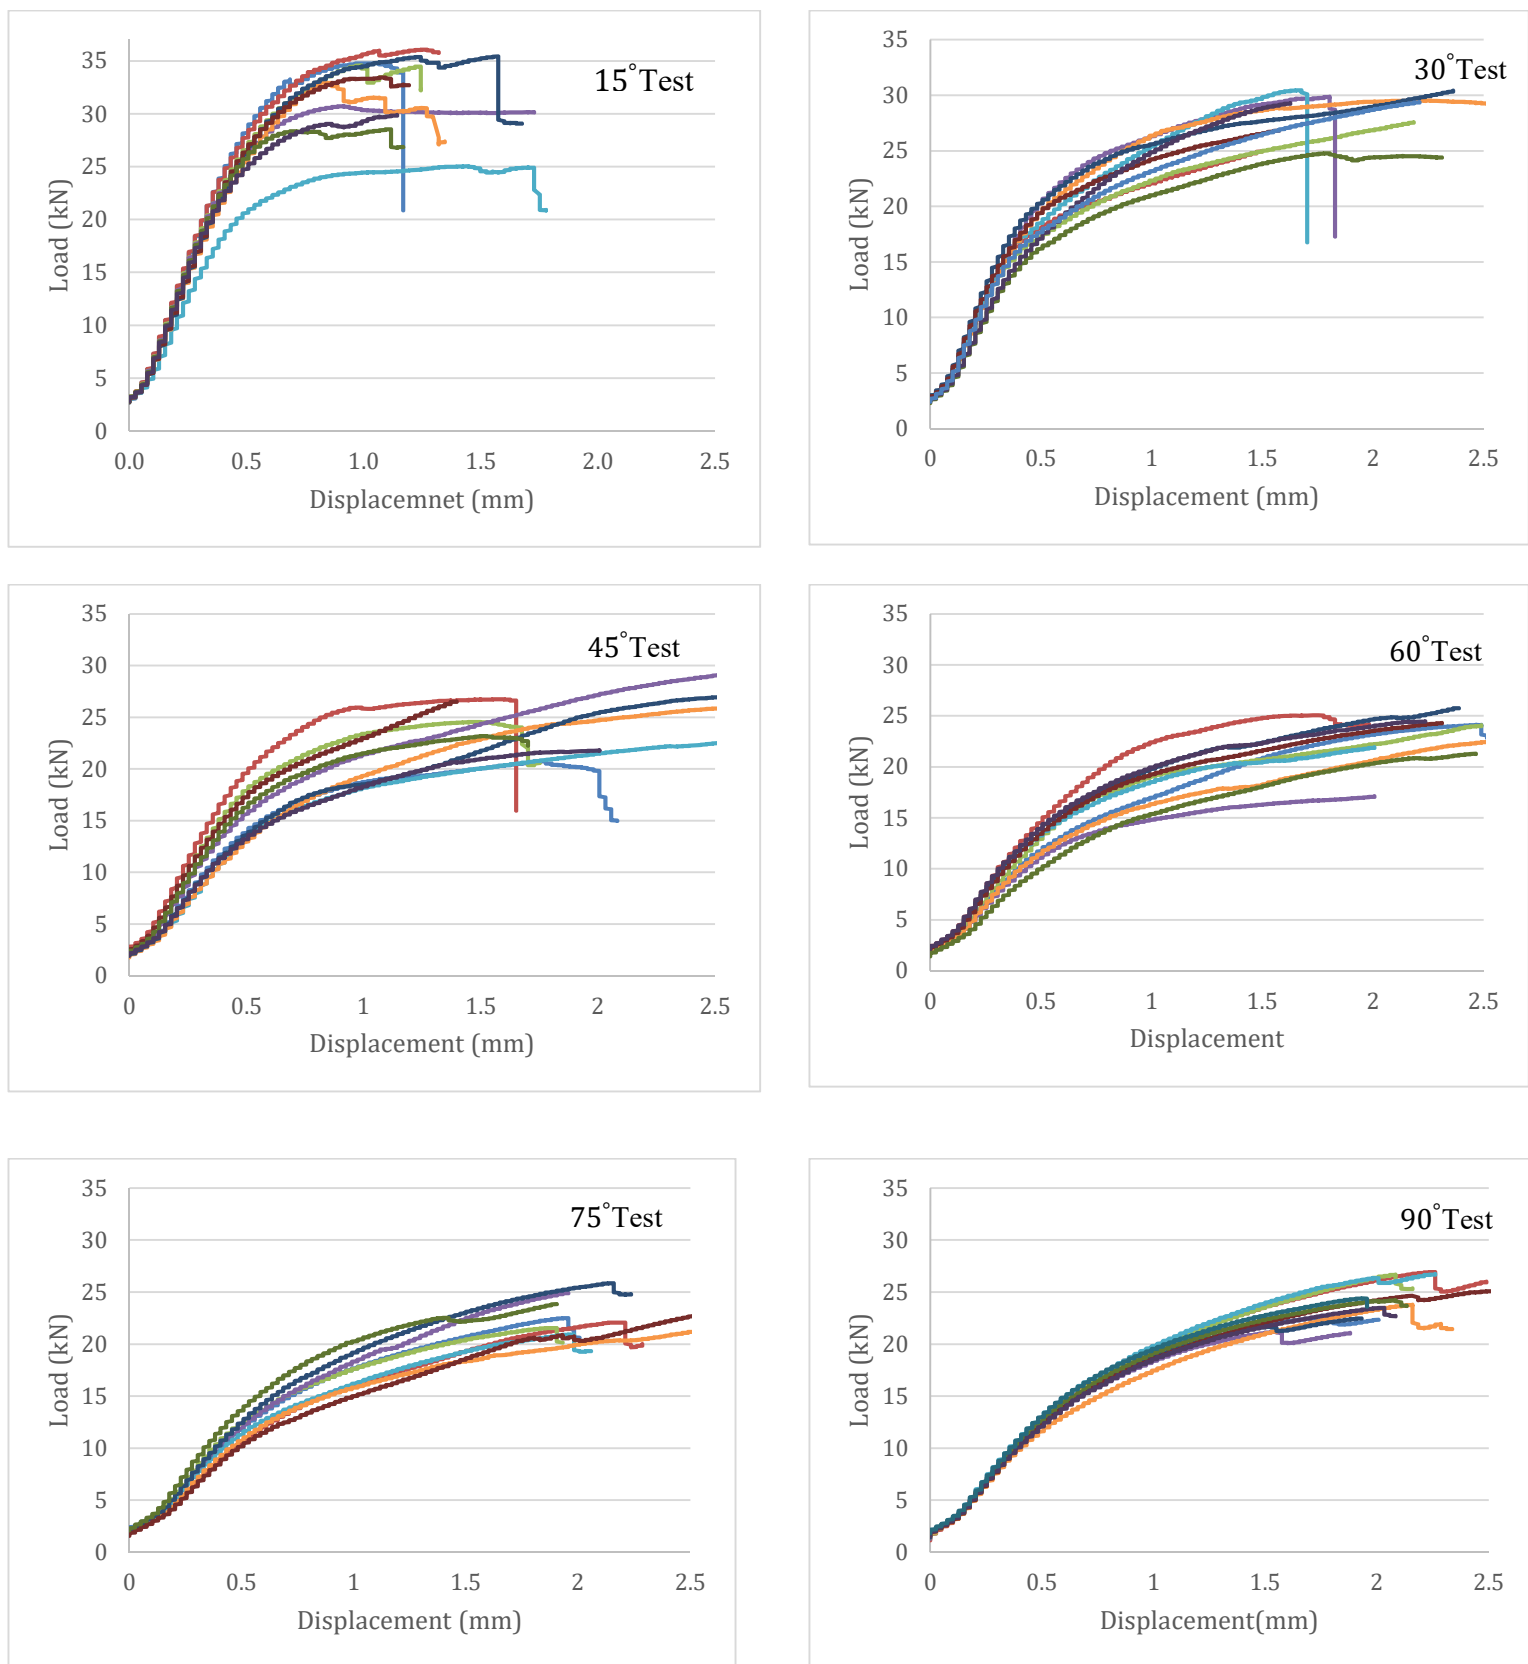 35
30
25
20
15
10
5
0
Load (kN)
15°Test
0.0 0.5 1.0 1.5 2.0 2.5
Displacemnet (mm)
35
30
25
20
15
10
5
0
Load (kN)
30°Test
0 0.5 1 1.5 2 2.5
Displacement (mm)
35
30
25
20
15
10
5
0
Load (kN)
45°Test
0 0.5 1 1.5 2 2.5
Displacement (mm)
35
30
25
20
15
10
5
0
Load (kN)
60°Test
0 0.5 1 1.5 2 2.5
Displacement
35
30
25
20
15
10
5
0
Load (kN)
75°Test
0 0.5 1 1.5 2 2.5
Displacement (mm)
35
30
25
20
15
10
5
0
Load (kN)
90°Test
0 0.5 1 1.5 2 2.5
Displacement(mm)